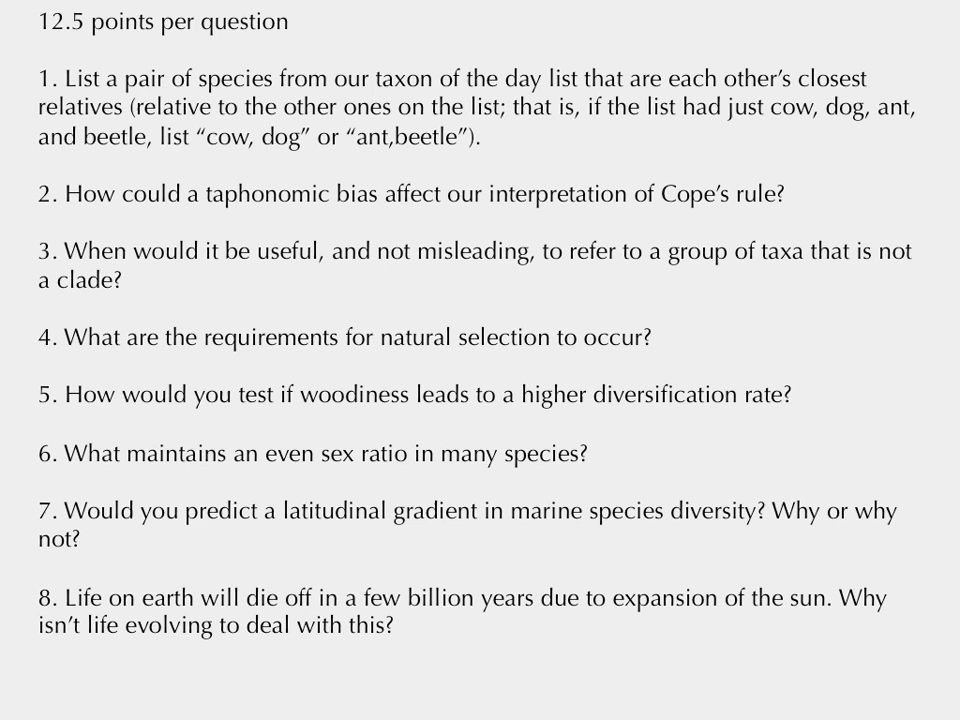 12.5 points per question
1. List a pair of species from our taxon of the day list that are each other’s closest
relatives (relative to the other ones on the list; that is, if the list had just cow, dog, ant,
and beetle, list “cow, dog” or “ant,beetle”).
2. How could a taphonomic bias affect our interpretation of Cope’s rule?
3. When would it be useful, and not misleading, to refer to a group of taxa that is not
a clade?
4. What are the requirements for natural selection to occur?
5. How would you test if woodiness leads to a higher diversification rate?
6. What maintains an even sex ratio in many species?
7. Would you predict a latitudinal gradient in marine species diversity? Why or why
not?
8. Life on earth will die off in a few billion years due to expansion of the sun. Why
isn’t life evolving to deal with this?